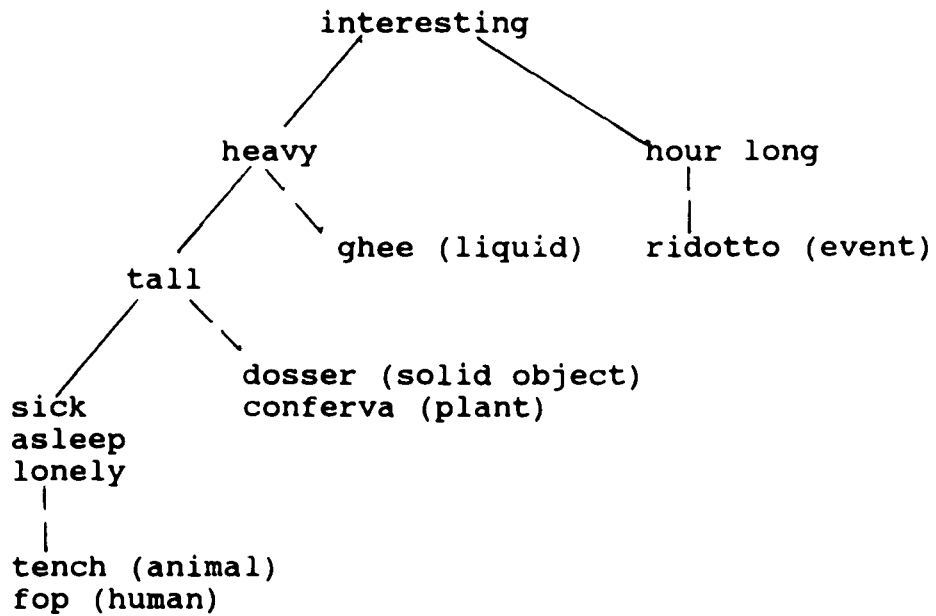 interesting
heavy
hour long
ghee (liquid)
ridotto (event)
tall
dosser (solid object)
conferva (plant)
sick
asleep
lonely
tench (animal)
fop (human)